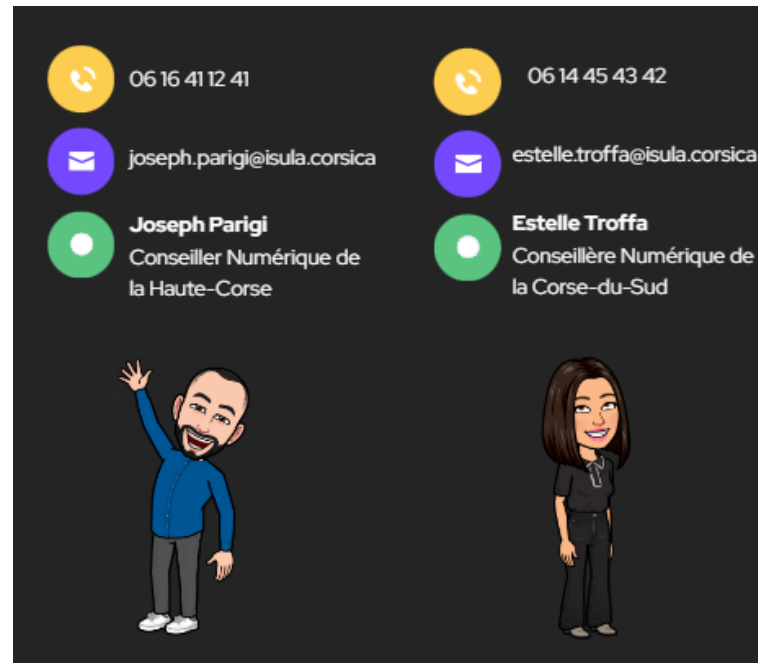 06 16 41 12 41
joseph.parigi@isula.corsica
Joseph Parigi
Conseiller Numérique de
la Haute-Corse
06 14 45 43 42
estelle.troffa@isula.corsica
Estelle Troffa
Conseillère Numérique de
la Corse-du-Sud